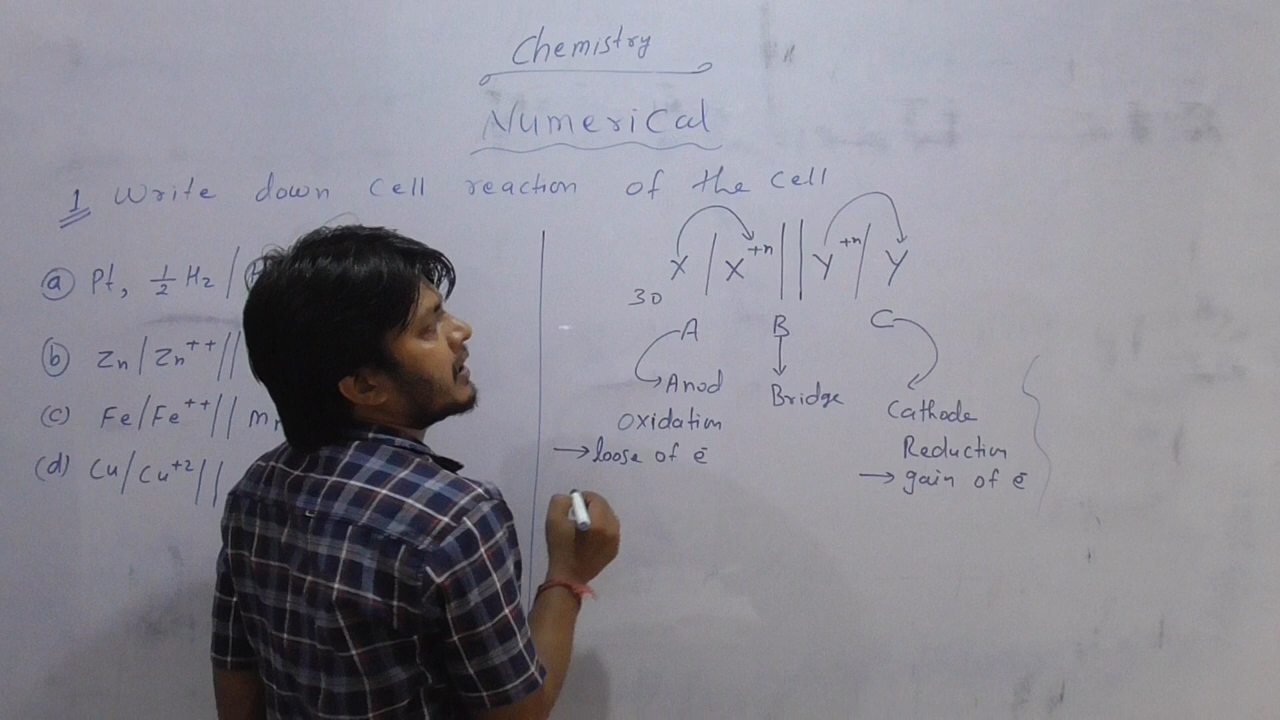 Chemistry
Numerical
1 Write down cell reaction of the cell
(a) Pt, 1/2 H2 /
(b) Zn / Zn++ ||
(c) Fe/Fe++ ||
(d) Cu/Cu+2 ||
X / X+n || Y+n / Y
30
A B C
Anod
Oxidation
→ loose of e-
Bridge
Cathode
Reduction
→ gain of e-